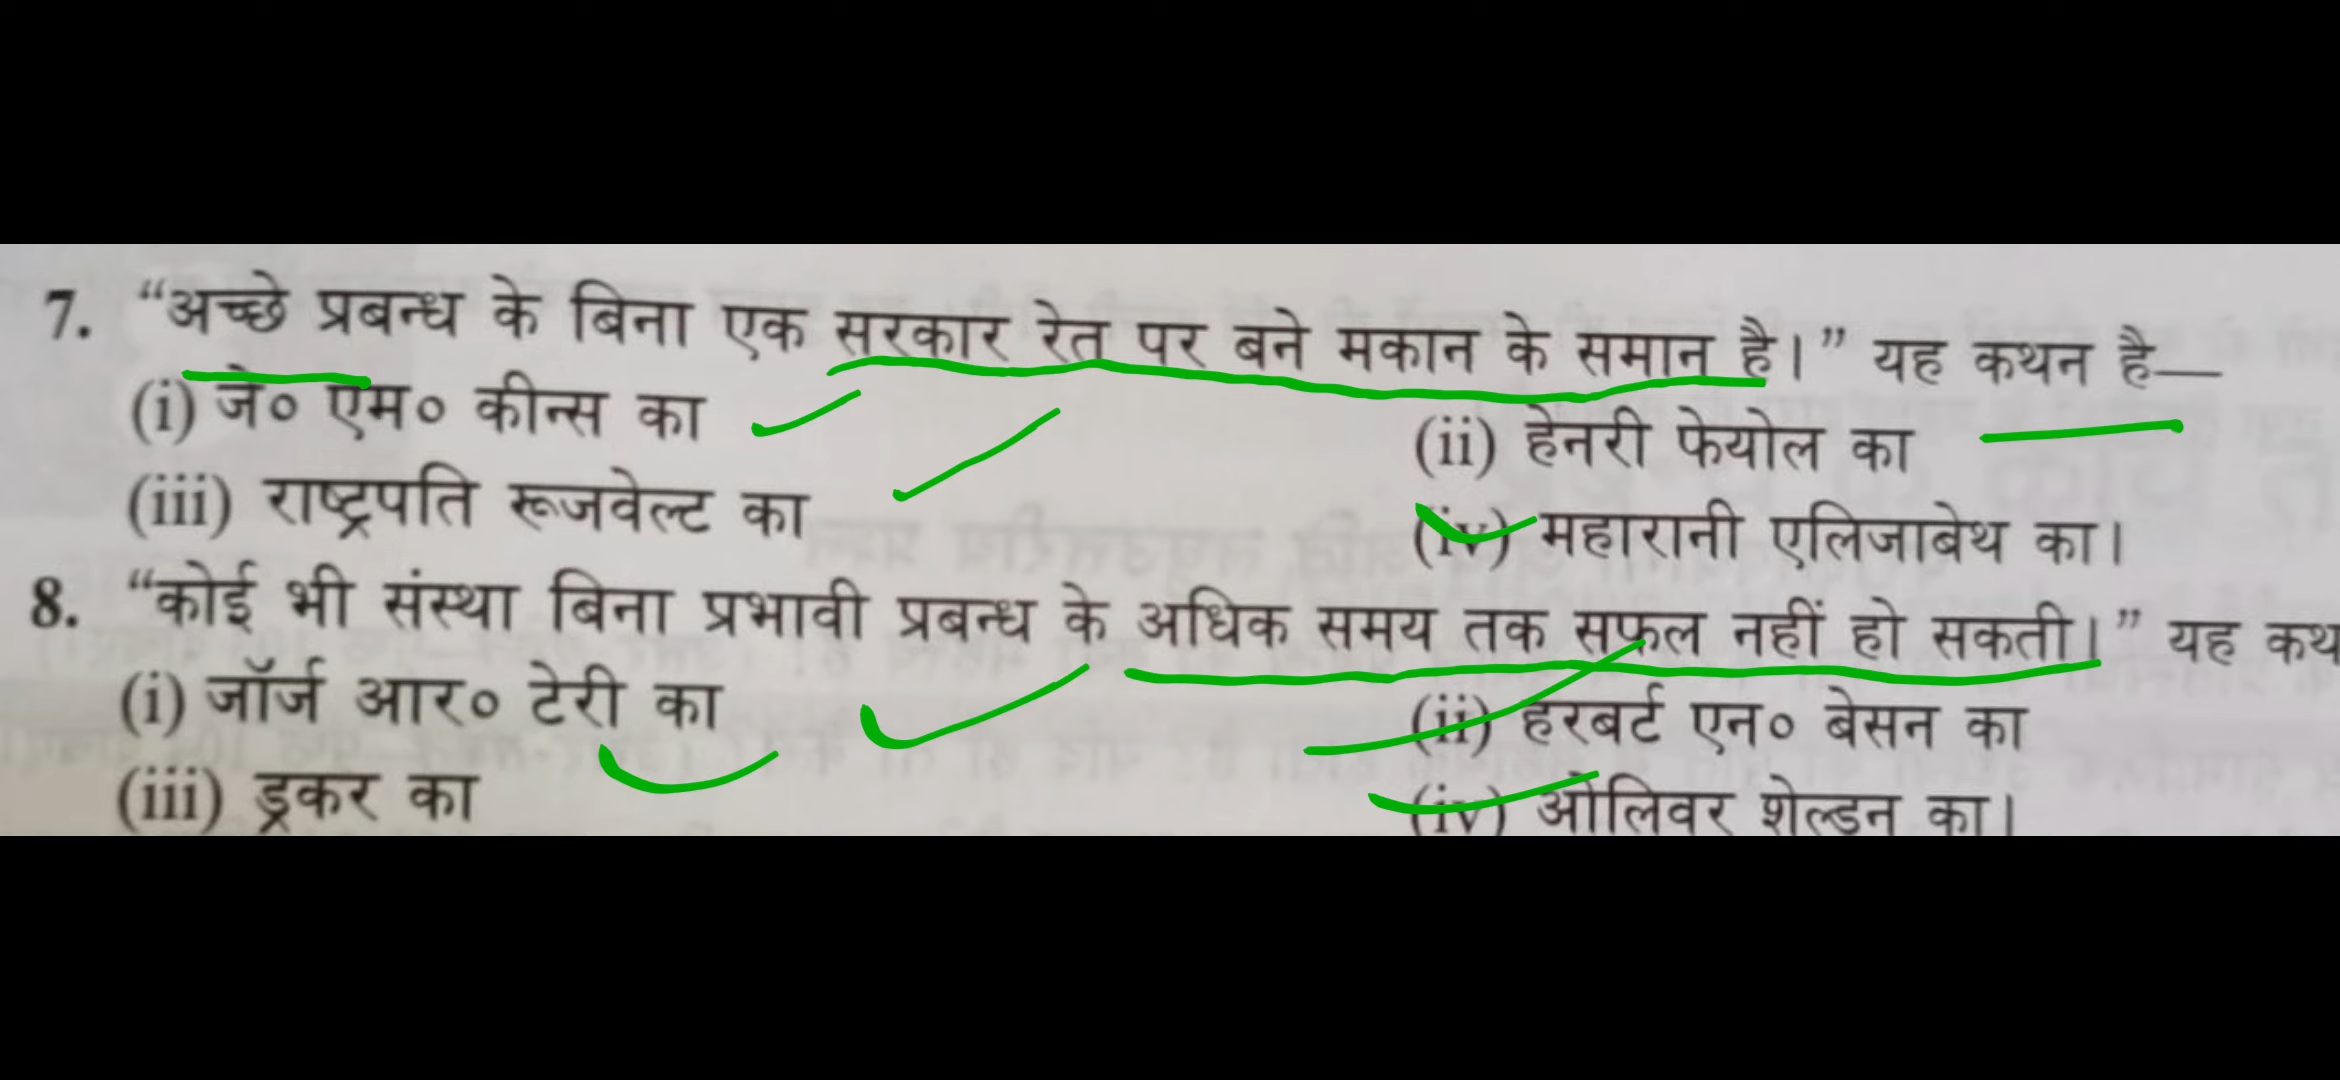 7. “अच्छे प्रबन्ध के बिना एक सरकार रेत पर बने मकान के समान है।” यह कथन है—
(i) जे० एम० कीन्स का (ii) हेनरी फेयोल का
(iii) राष्ट्रपति रूजवेल्ट का (iv) महारानी एलिजाबेथ का।
8. “कोई भी संस्था बिना प्रभावी प्रबन्ध के अधिक समय तक सफल नहीं हो सकती।” यह
(i) जॉर्ज आर० टेरी का (ii) हरबर्ट एन० बेसन का
(iii) ड्रकर का (iv) ओलिवर शेल्डन का।